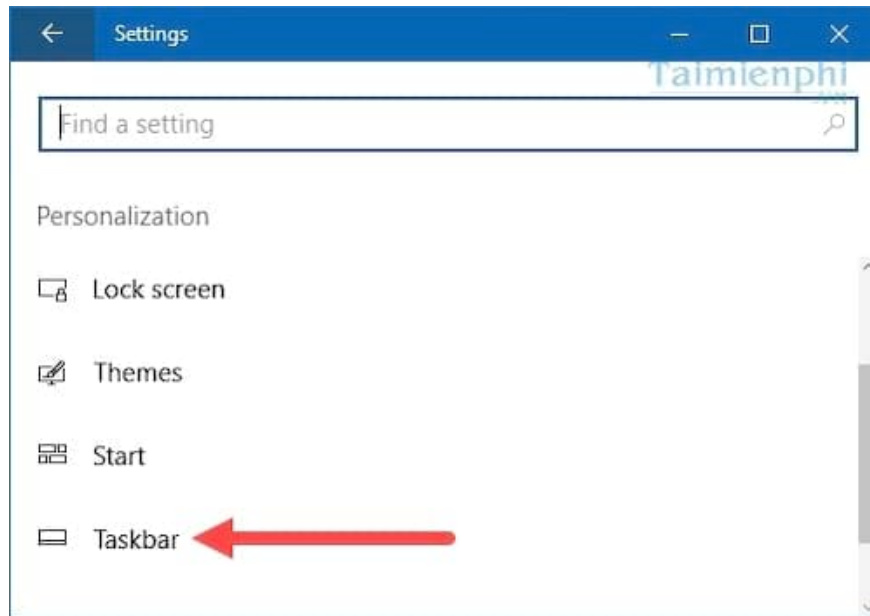 Settings
Taimienphi
Find a setting
Personalization
Lock screen
Themes
Start
Taskbar